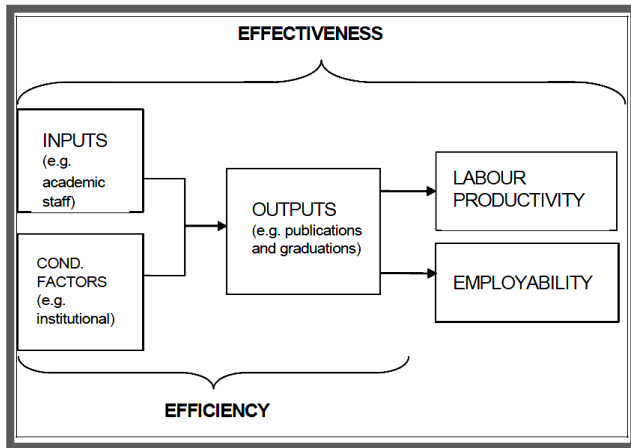 EFFECTIVENESS
INPUTS
(e.g.
academic
staff)
COND.
FACTORS
(e.g.
institutional)
OUTPUTS
(e.g. publications
and graduations)
LABOUR
PRODUCTIVITY
EMPLOYABILITY
EFFICIENCY